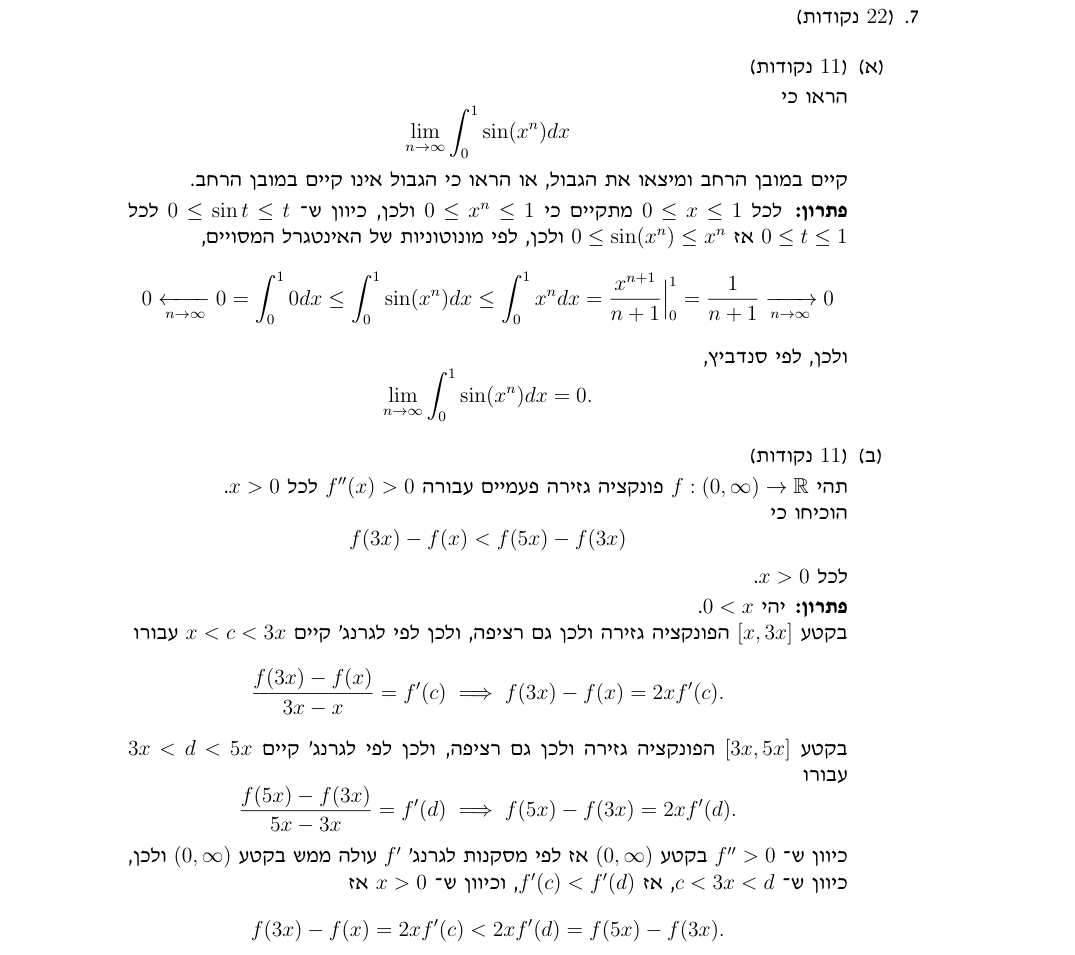 7. (22 נקודות)
(א) (11 נקודות)
הראו כי
lim_{n→∞} ∫_0^1 sin(x^n)dx
קיים במובן הרחב ומיצאו את הגבול, או הראו כי הגבול אינו קיים במובן הרחב.
פתרון: לכל 0 ≤ x ≤ 1 מתקיים כי 0 ≤ x^n ≤ 1 ולכן, כיוון ש־ 0 ≤ sin t ≤ t לכל
0 ≤ t ≤ 1 אז 0 ≤ sin(x^n) ≤ x^n ולכן, לפי מונוטוניות של האינטגרל המסויים,
0 ←_{n→∞} 0 = ∫_0^1 0dx ≤ ∫_0^1 sin(x^n)dx ≤ ∫_0^1 x^n dx = x^{n+1}/(n+1) |_0^1 = 1/(n+1) →_{n→∞} 0
ולכן, לפי סנדביץ,
lim_{n→∞} ∫_0^1 sin(x^n)dx = 0.
(ב) (11 נקודות)
תהי f : (0, ∞) → ℝ פונקציה גזירה פעמיים עבורה f''(x) > 0 לכל x > 0.
הוכיחו כי
f(3x) − f(x) < f(5x) − f(3x)
לכל x > 0.
פתרון: יהי 0 < x.
בקטע [x, 3x] הפונקציה גזירה ולכן גם רציפה, ולכן לפי לגרנג' קיים x < c < 3x עבורו
(f(3x) − f(x))/(3x − x) = f'(c) ⟹ f(3x) − f(x) = 2xf'(c).
בקטע [3x, 5x] הפונקציה גזירה ולכן גם רציפה, ולכן לפי לגרנג' קיים 3x < d < 5x
עבורו
(f(5x) − f(3x))/(5x − 3x) = f'(d) ⟹ f(5x) − f(3x) = 2xf'(d).
כיוון ש־ f'' > 0 בקטע (0, ∞) אז לפי מסקנות לגרנג' f' עולה ממש בקטע (0, ∞) ולכן,
כיוון ש־ c < 3x < d, אז f'(c) < f'(d), וכיוון ש־ x > 0 אז
f(3x) − f(x) = 2xf'(c) < 2xf'(d) = f(5x) − f(3x).